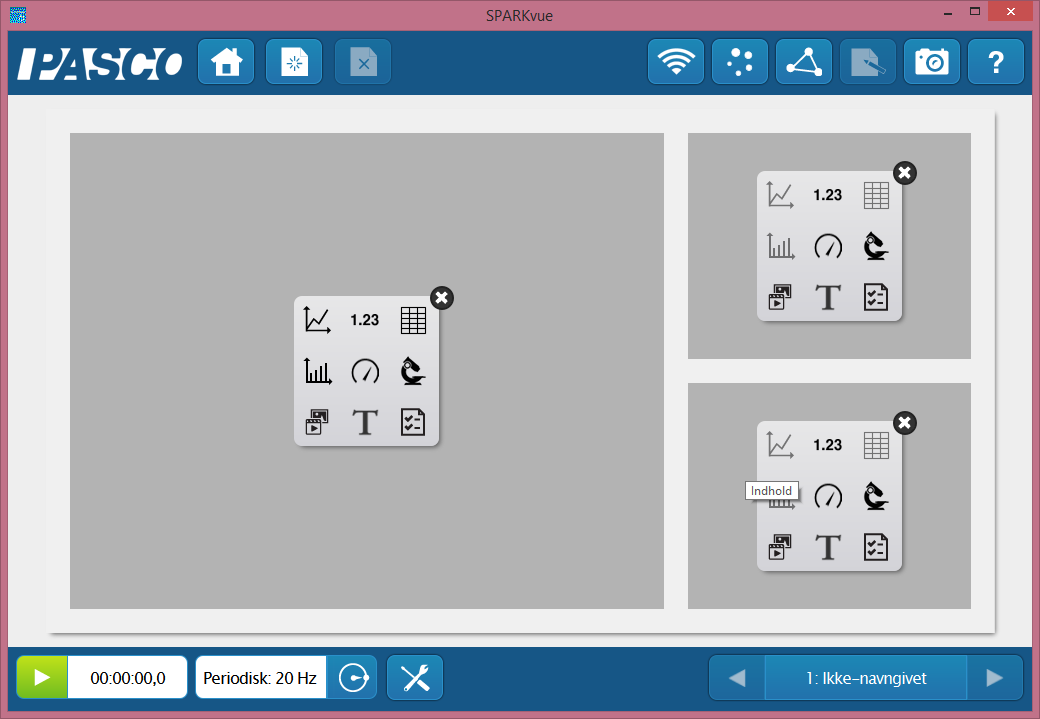 SPARKvue
PASCO
?
1.23
T
1.23
T
1.23
Indhold
T
00:00:00,0
Periodisk: 20 Hz
1: Ikke-navngivet